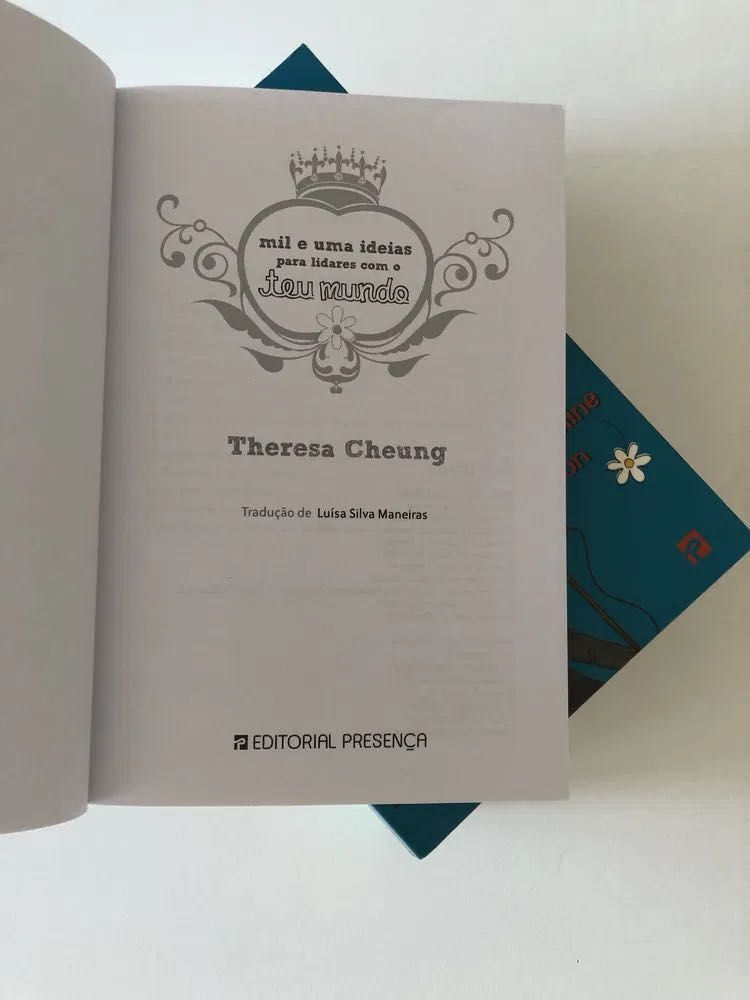 mil e uma ideias
para lidares com o
teu mundo
Theresa Cheung
Tradução de Luísa Silva Maneiras
EDITORIAL PRESENÇA